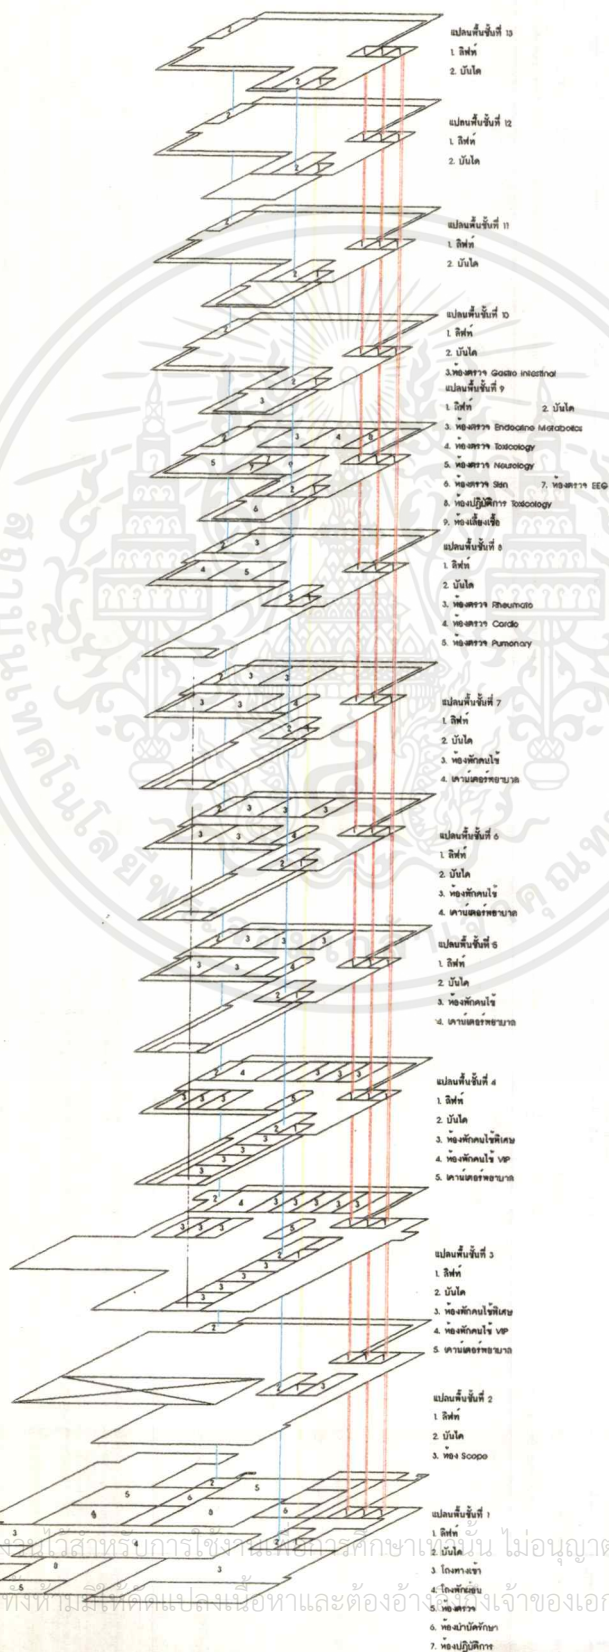 แปลนพื้นชั้นที่ 13
1. ลิฟท์
2. บันได
แปลนพื้นชั้นที่ 12
1. ลิฟท์
2. บันได
แปลนพื้นชั้นที่ 11
1. ลิฟท์
2. บันได
แปลนพื้นชั้นที่ 10
1. ลิฟท์
2. บันได
3.ห้องตรวจ Gastro Intestinal
แปลนพื้นชั้นที่ 9
1. ลิฟท์ 2. บันได
3. ห้องตรวจ Endocrine Metabolics
4. ห้องตรวจ Toxicology
5. ห้องตรวจ Neurology
6. ห้องตรวจ Skin 7. ห้องตรวจ EEG
8. ห้องปฏิบัติการ Toxicology
9. ห้องเลี้ยงเชื้อ
แปลนพื้นชั้นที่ 8
1. ลิฟท์
2. บันได
3. ห้องตรวจ Rheumato
4. ห้องตรวจ Cardio
5. ห้องตรวจ Pumonary
แปลนพื้นชั้นที่ 7
1. ลิฟท์
2. บันได
3. ห้องพักคนไข้
4. เคาน์เตอร์พยาบาล
แปลนพื้นชั้นที่ 6
1. ลิฟท์
2. บันได
3. ห้องพักคนไข้
4. เคาน์เตอร์พยาบาล
แปลนพื้นชั้นที่ 5
1. ลิฟท์
2. บันได
3. ห้องพักคนไข้
4. เคาน์เตอร์พยาบาล
แปลนพื้นชั้นที่ 4
1. ลิฟท์
2. บันได
3. ห้องพักคนไข้พิเศษ
4. ห้องพักคนไข้ VIP
5. เคาน์เตอร์พยาบาล
แปลนพื้นชั้นที่ 3
1. ลิฟท์
2. บันได
3. ห้องพักคนไข้พิเศษ
4. ห้องพักคนไข้ VIP
5. เคาน์เตอร์พยาบาล
แปลนพื้นชั้นที่ 2
1. ลิฟท์
2. บันได
3. ห้อง Scope
แปลนพื้นชั้นที่ 1
1. ลิฟท์
2. บันได
3 โถงทางเข้า
4. โถงพักผ่อน
5. ห้องตรวจ
6. ห้องบำบัดรักษา
7. ห้องปฏิบัติการ